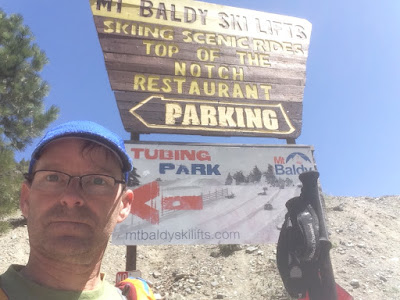 MT BALDY SKI LIFTS
SKIING SCENIC RIDES
TOP OF THE
NOTCH
RESTAURANT
PARKING
TUBING
PARK
Mt
Baldy
mtbaldyskilifts.com